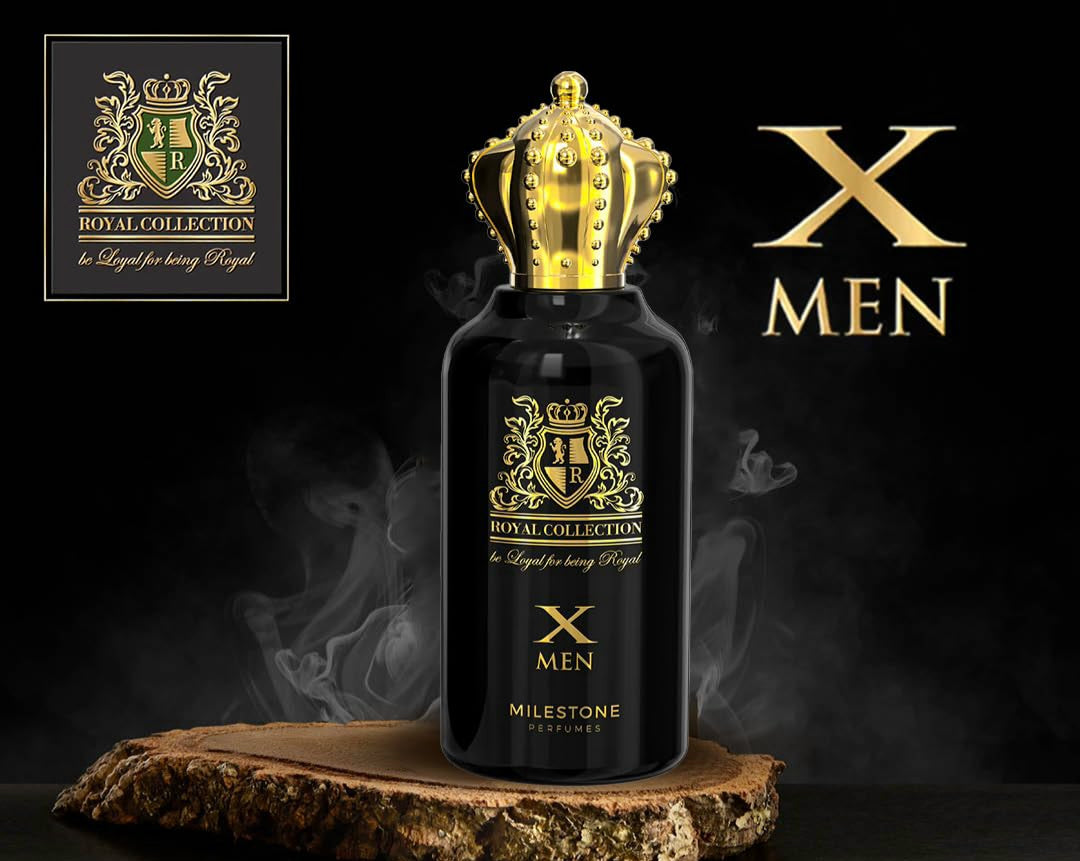 R
ROYAL COLLECTION
be Loyal for being Royal
X
MEN
R
ROYAL COLLECTION
be Loyal for being Royal
X
MEN
MILESTONE
PERFUMES